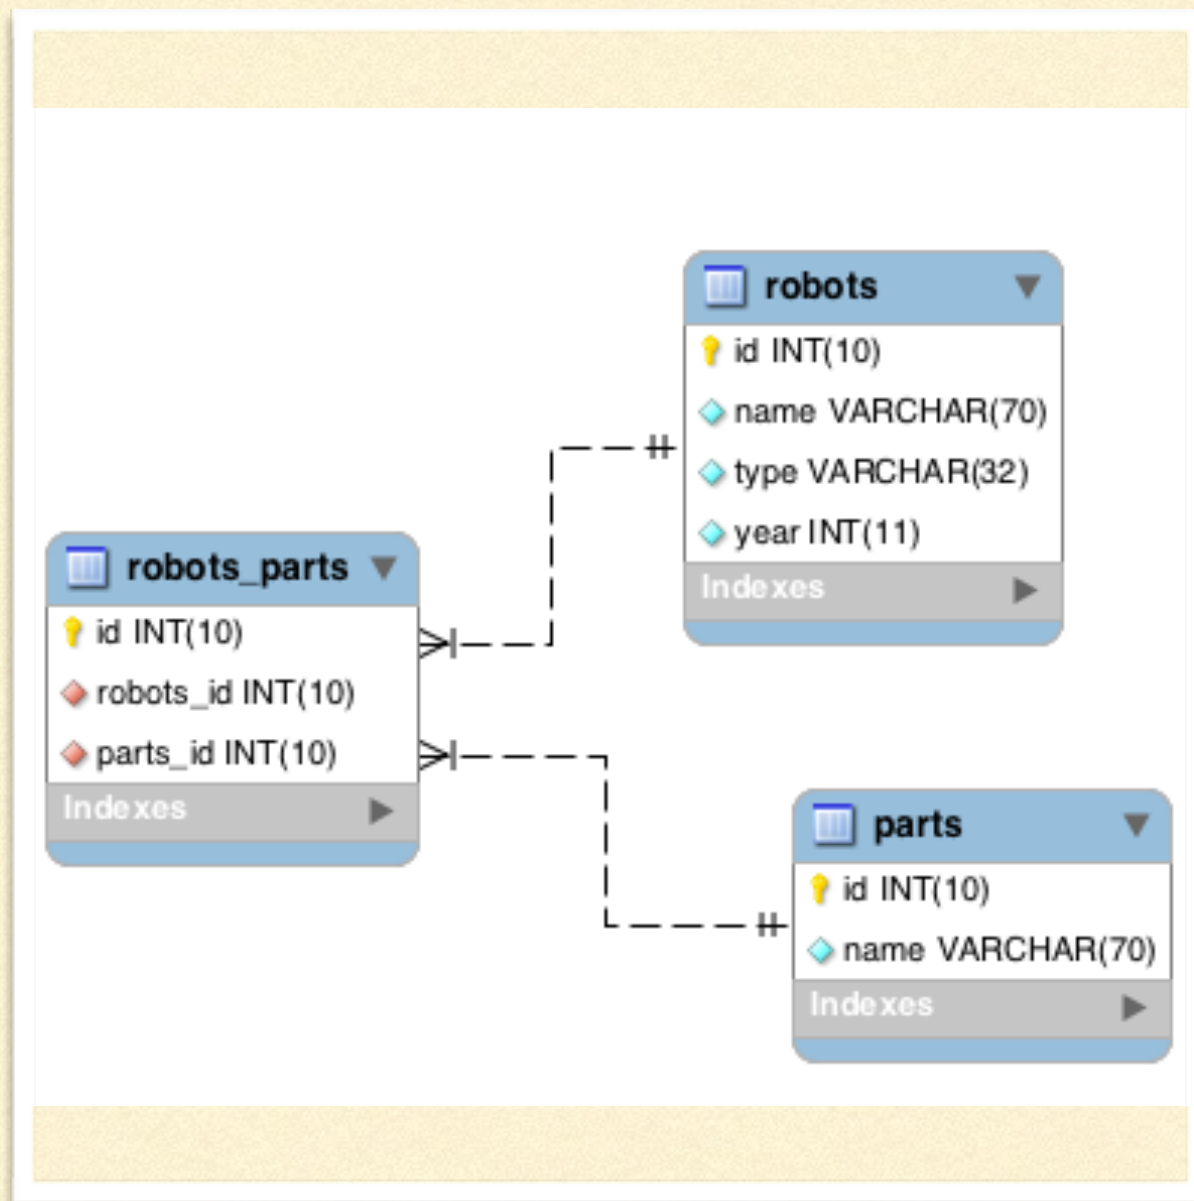 robots
id INT(10)
name VARCHAR(70)
type VARCHAR(32)
year INT(11)
Indexes
robots_parts
id INT(10)
robots_id INT(10)
parts_id INT(10)
Indexes
parts
id INT(10)
name VARCHAR(70)
Indexes